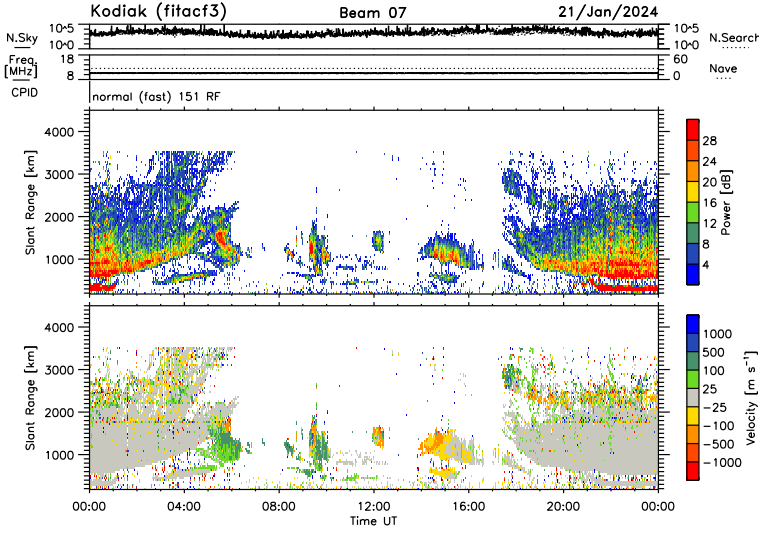 Kodiak (fitacf3) Beam 07 21/Jan/2024
N.Sky 10^5 10^0 10^5 10^0 N.Search
Freq. [MHz] 18 8 60 0 Nave
CPID normal (fast) 151 RF
Slant Range [km]
4000
3000
2000
1000
28
24
20
16
12
8
4
Power [dB]
Slant Range [km]
4000
3000
2000
1000
1000
500
100
25
-25
-100
-500
-1000
Velocity [m s^-1]
00:00 04:00 08:00 12:00 16:00 20:00 00:00
Time UT